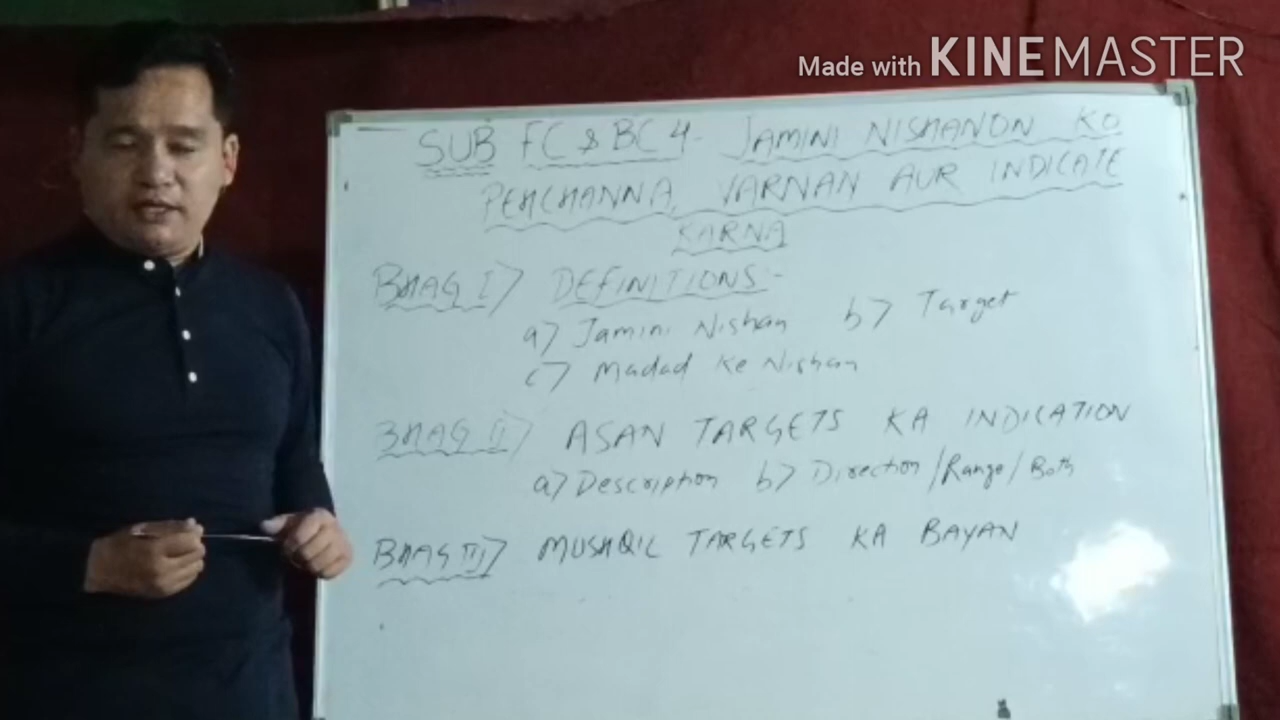 Made with KINEMASTER
SUB FC & BC 4- JAMINI NISHANON KO
PEHCHANNA, VARNAN AUR INDICATE
KARNA
BHAG I> DEFINITIONS:-
a> Jamini Nishan b> Target
c> Madad Ke Nishan
BHAG II> ASAN TARGETS KA INDICATION
a> Description b> Direction/Range/Both
BHAG III> MUSHQIL TARGETS KA BAYAN